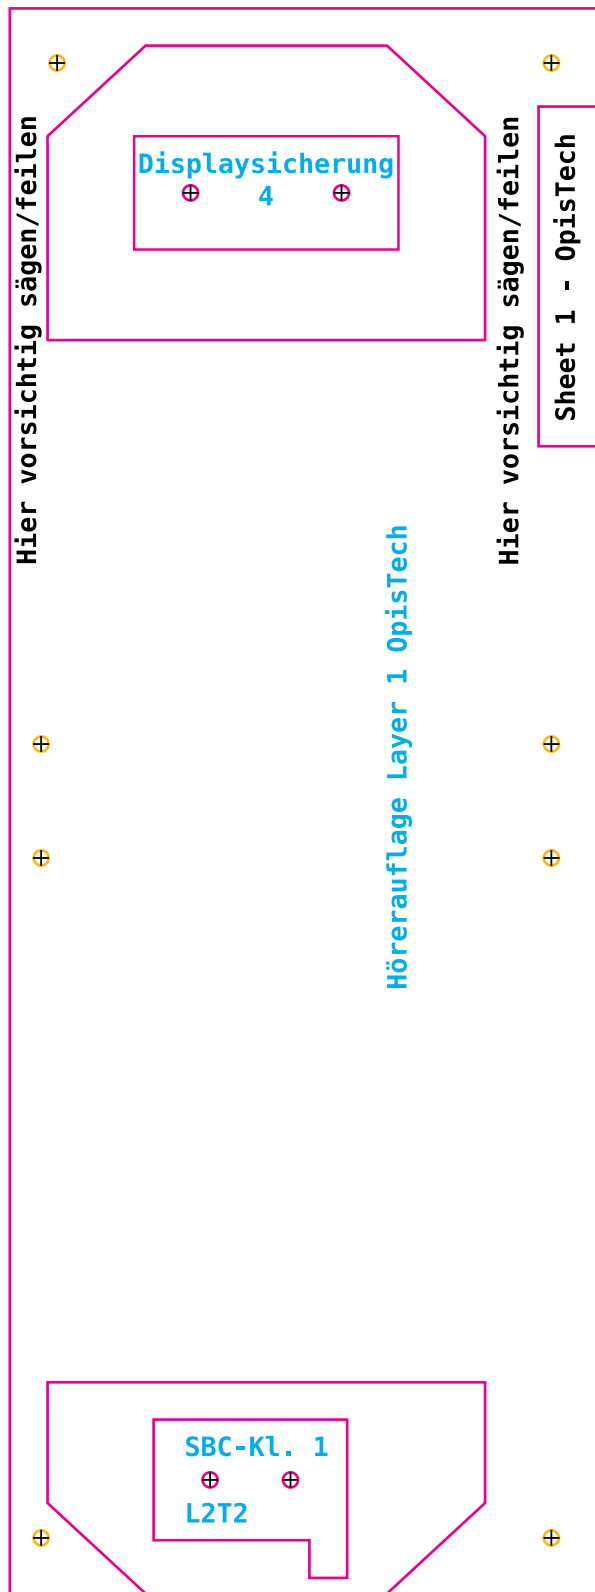 Displaysicherung
4
Hier vorsichtig sägen/feilen
Hier vorsichtig sägen/feilen
Sheet 1 - OpisTech
Hörerauflage Layer 1 OpisTech
SBC-Kl. 1
L2T2